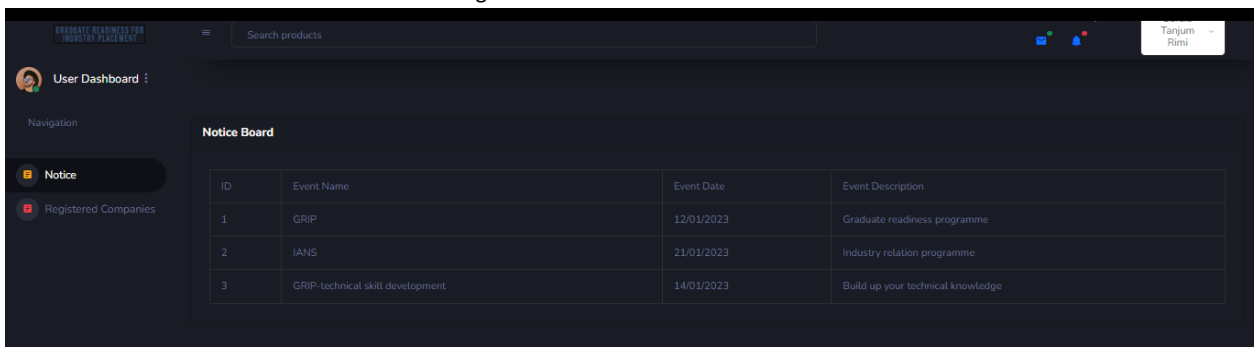 GRADUATE READINESS FOR
INDUSTRY PLACEMENT
Search products
Tanjum
Rimi
User Dashboard
Navigation
Notice
Registered Companies
Notice Board
ID Event Name Event Date Event Description
1 GRIP 12/01/2023 Graduate readiness programme
2 IANS 21/01/2023 Industry relation programme
3 GRIP-technical skill development 14/01/2023 Build up your technical knowledge